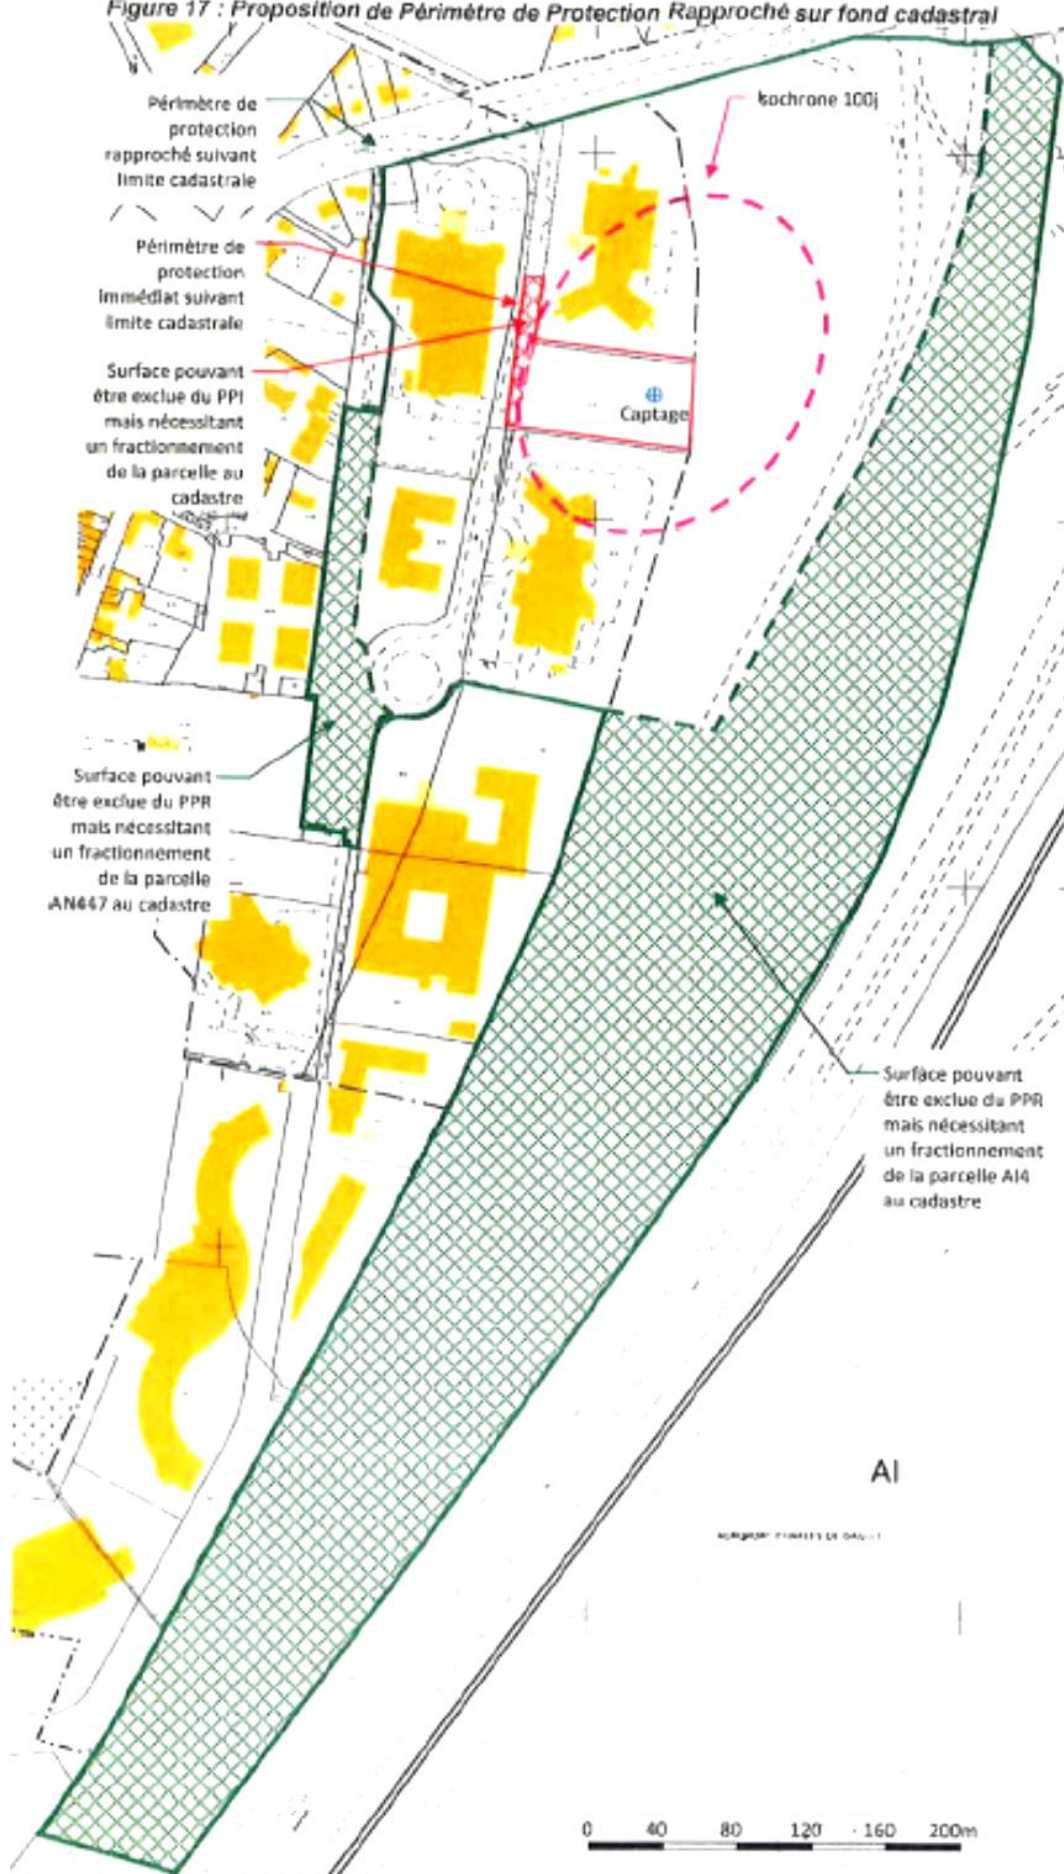 Figure 17 : Proposition de Périmètre de Protection Rapproché sur fond cadastral
Périmètre de
protection
rapproché suivant
limite cadastrale
Isochrone 100j
Périmètre de
protection
immédiat suivant
limite cadastrale
Surface pouvant
être exclue du PPI
mais nécessitant
un fractionnement
de la parcelle au
cadastre
Captage
Surface pouvant
être exclue du PPR
mais nécessitant
un fractionnement
de la parcelle
AN447 au cadastre
Surface pouvant
être exclue du PPR
mais nécessitant
un fractionnement
de la parcelle AI4
au cadastre
AI
0 40 80 120 160 200m